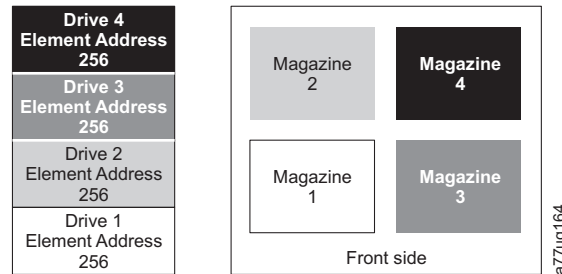 Drive 4
Element Address
256
Drive 3
Element Address
256
Drive 2
Element Address
256
Drive 1
Element Address
256
Magazine
2
Magazine
4
Magazine
1
Magazine
3
Front side
a77ug164